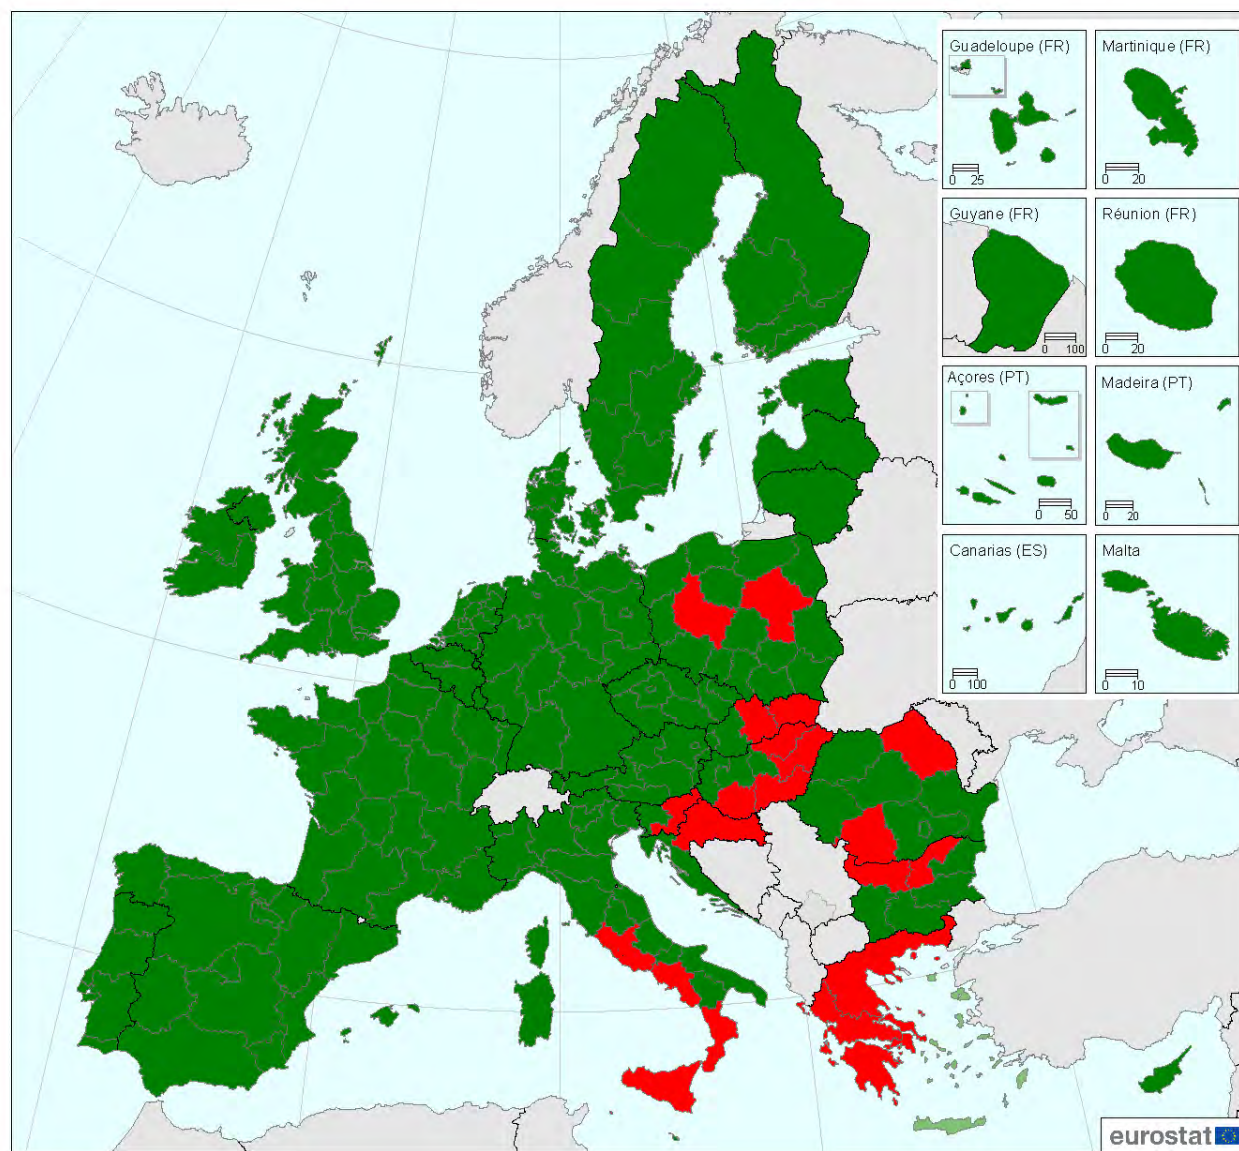 Guadeloupe (FR)
Martinique (FR)
0 25
0 20
Guyane (FR)
Réunion (FR)
0 100
0 20
Açores (PT)
Madeira (PT)
0 50
0 20
Canarias (ES)
Malta
0 100
0 10
eurostat